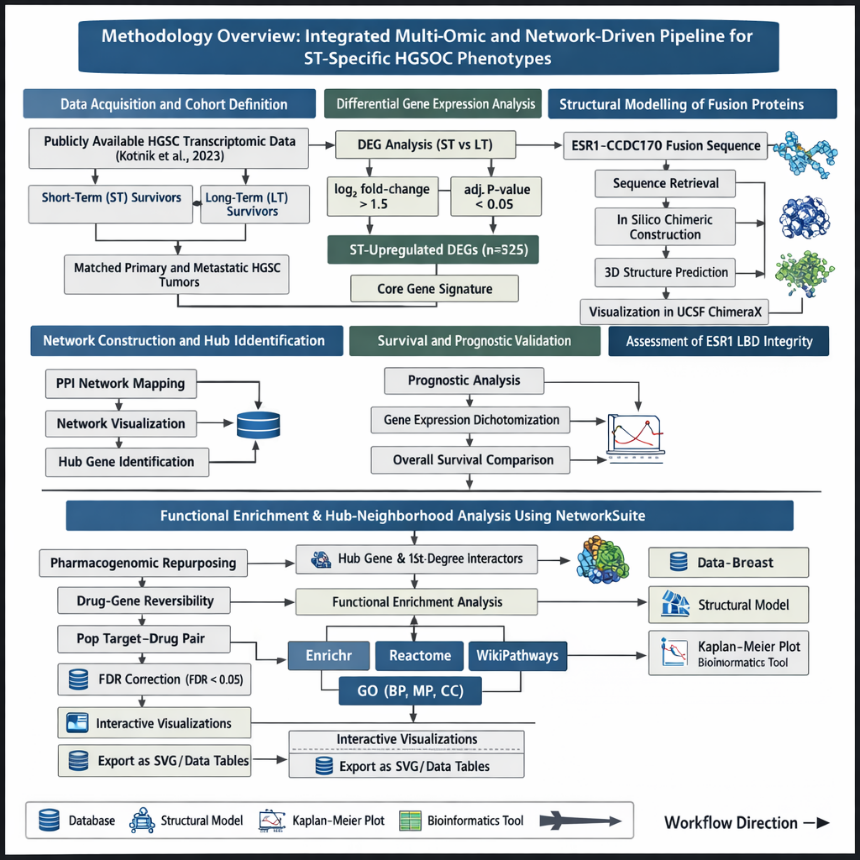 Methodology Overview: Integrated Multi-Omic and Network-Driven Pipeline for
ST-Specific HGSOC Phenotypes
Data Acquisition and Cohort Definition
Differential Gene Expression Analysis
Structural Modelling of Fusion Proteins
Publicly Available HGSC Transcriptomic Data
(Kotnik et al., 2023)
Short-Term (ST) Survivors
Long-Term (LT)
Survivors
Matched Primary and Metastatic HGSC
Tumors
DEG Analysis (ST vs LT)
log₂ fold-change
> 1.5
adj. P-value
< 0.05
ST-Upregulated DEGs (n=325)
Core Gene Signature
ESR1-CCDC170 Fusion Sequence
Sequence Retrieval
In Silico Chimeric
Construction
3D Structure Prediction
Visualization in UCSF ChimeraX
Network Construction and Hub Iddentification
Survival and Prognostic Validation
Assessment of ESR1 LBD Integrity
PPI Network Mapping
Network Visualization
Hub Gene Identification
Prognostic Analysis
Gene Expression Dichotomization
Overall Survival Comparison
Functional Enrichment & Hub-Neighborhood Analysis Using NetworkSuite
Pharmacogenomic Repurposing
Drug-Gene Reversibility
Pop Target-Drug Pair
FDR Correction (FDR < 0.05)
Interactive Visualizations
Export as SVG/Data Tables
Hub Gene & 1St-Degree Interactors
Functional Enrichment Analysis
Enrichr
Reactome
WikiPathways
GO (BP, MP, CC)
Interactive Visualizations
Export as SVG/Data Tables
Data-Breast
Structural Model
Kaplan-Meier Plot
Bioinformatics Tool
Database
Structural Model
Kaplan-Meier Plot
Bioinformatics Tool
Workflow Direction